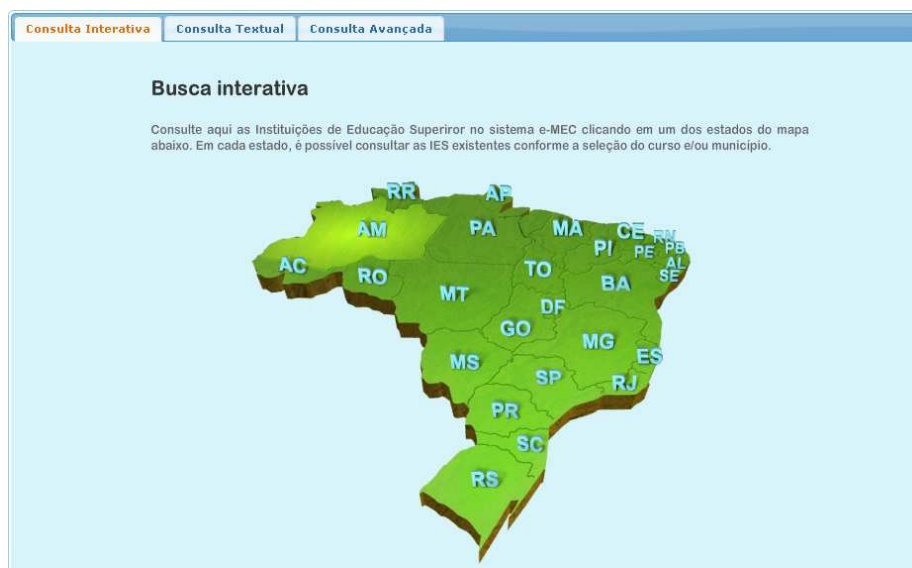 Consulta Interativa Consulta Textual Consulta Avançada
Busca interativa
Consulte aqui as Instituições de Educação Superiror no sistema e-MEC clicando em um dos estados do mapa
abaixo. Em cada estado, é possível consultar as IES existentes conforme a seleção do curso e/ou município.
RR AP
AM PA MA CE RN
PI PE PB
AC RO TO AL
MT BA SE
DF
GO MG
MS SP ES
RJ
PR
SC
RS